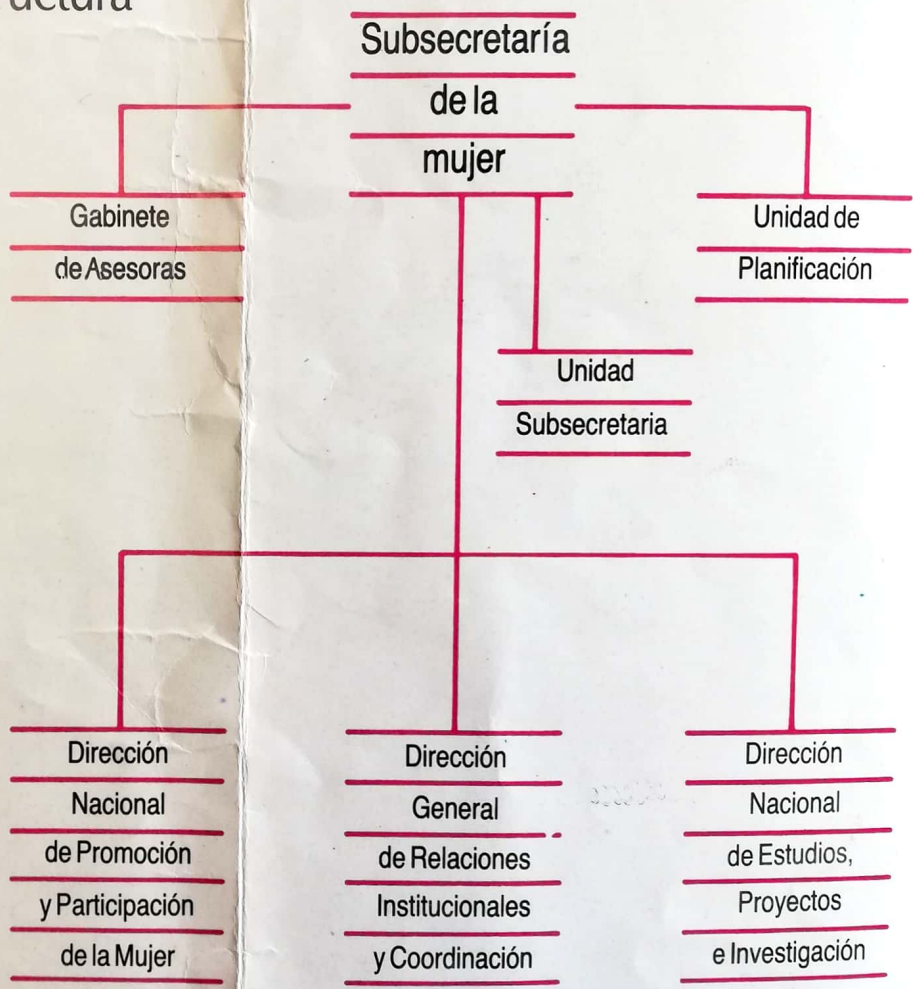 Subsecretaría
de la
mujer
Gabinete
de Asesoras
Unidad de
Planificación
Unidad
Subsecretaria
Dirección
Nacional
de Promoción
y Participación
de la Mujer
Dirección
General
de Relaciones
Institucionales
y Coordinación
Dirección
Nacional
de Estudios,
Proyectos
e Investigación